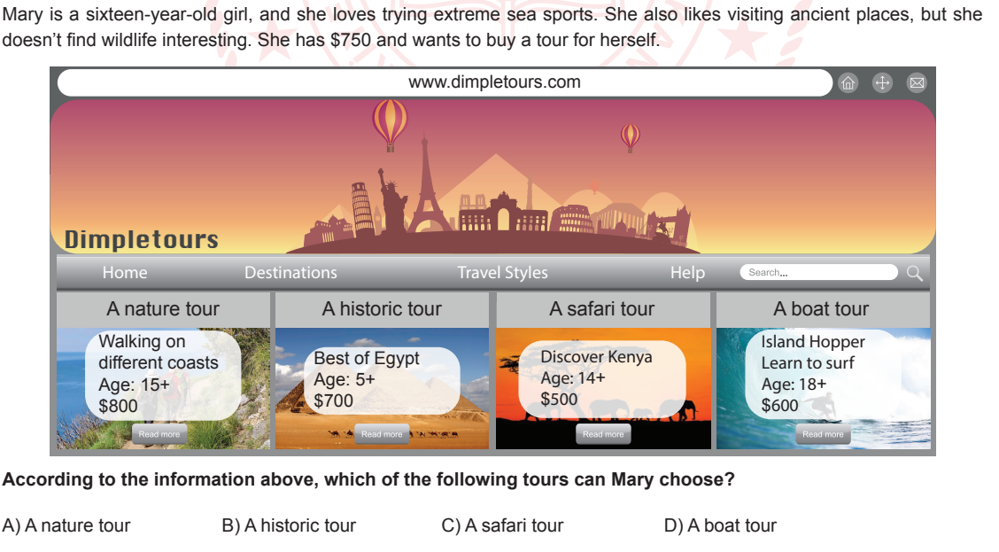 Mary is a sixteen-year-old girl, and she loves trying extreme sea sports. She also likes visiting ancient places, but she
doesn’t find wildlife interesting. She has $750 and wants to buy a tour for herself.
www.dimpletours.com
Dimpletours
Home Destinations Travel Styles Help Search...
A nature tour
Walking on
different coasts
Age: 15+
$800
Read more
A historic tour
Best of Egypt
Age: 5+
$700
Read more
A safari tour
Discover Kenya
Age: 14+
$500
Read more
A boat tour
Island Hopper
Learn to surf
Age: 18+
$600
Read more
According to the information above, which of the following tours can Mary choose?
A) A nature tour B) A historic tour C) A safari tour D) A boat tour